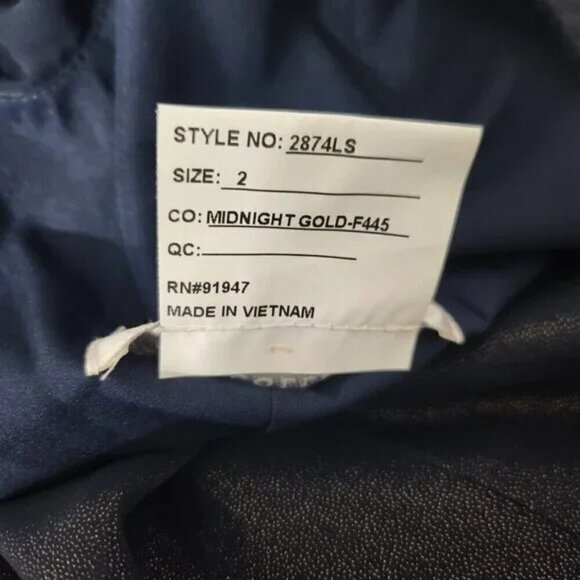 STYLE NO: 2874LS
SIZE: 2
CO: MIDNIGHT GOLD-F445
QC:
RN#91947
MADE IN VIETNAM